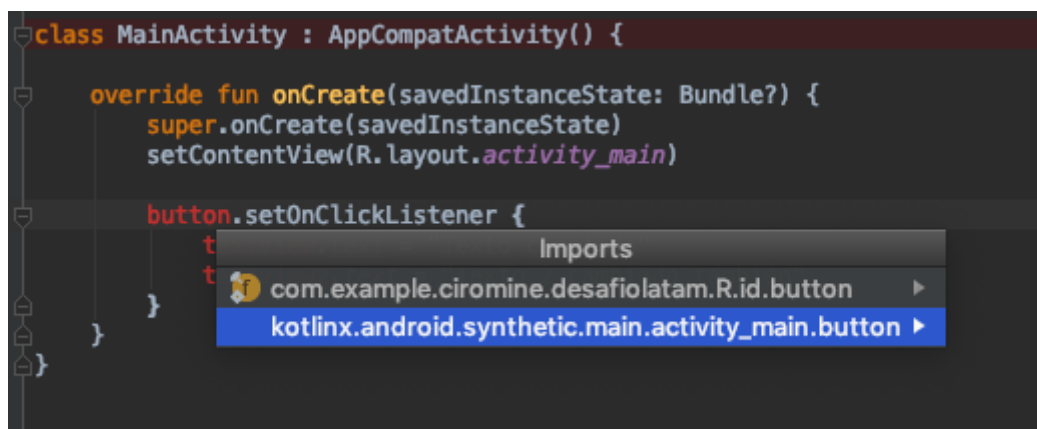 class MainActivity : AppCompatActivity() {
override fun onCreate(savedInstanceState: Bundle?) {
super.onCreate(savedInstanceState)
setContentView(R.layout.activity_main)
button.setOnClickListener {
t
Imports
t
com.example.ciromine.desafiolatam.R.id.button
}
kotlinx.android.synthetic.main.activity_main.button
}
}